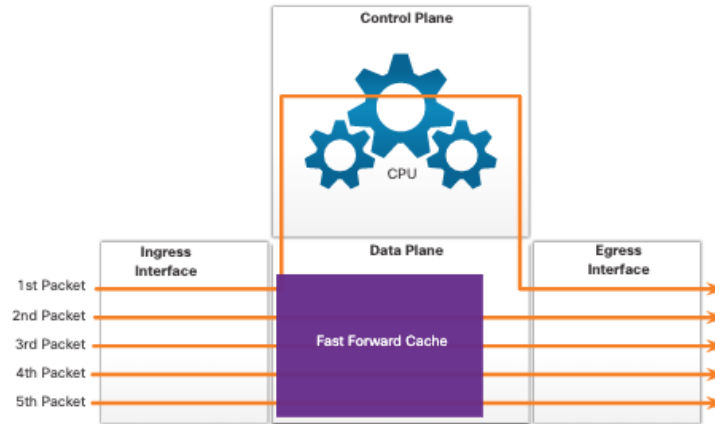 Control Plane
CPU
Ingress
Interface
Data Plane
Egress
Interface
1st Packet
2nd Packet
3rd Packet
Fast Forward Cache
4th Packet
5th Packet